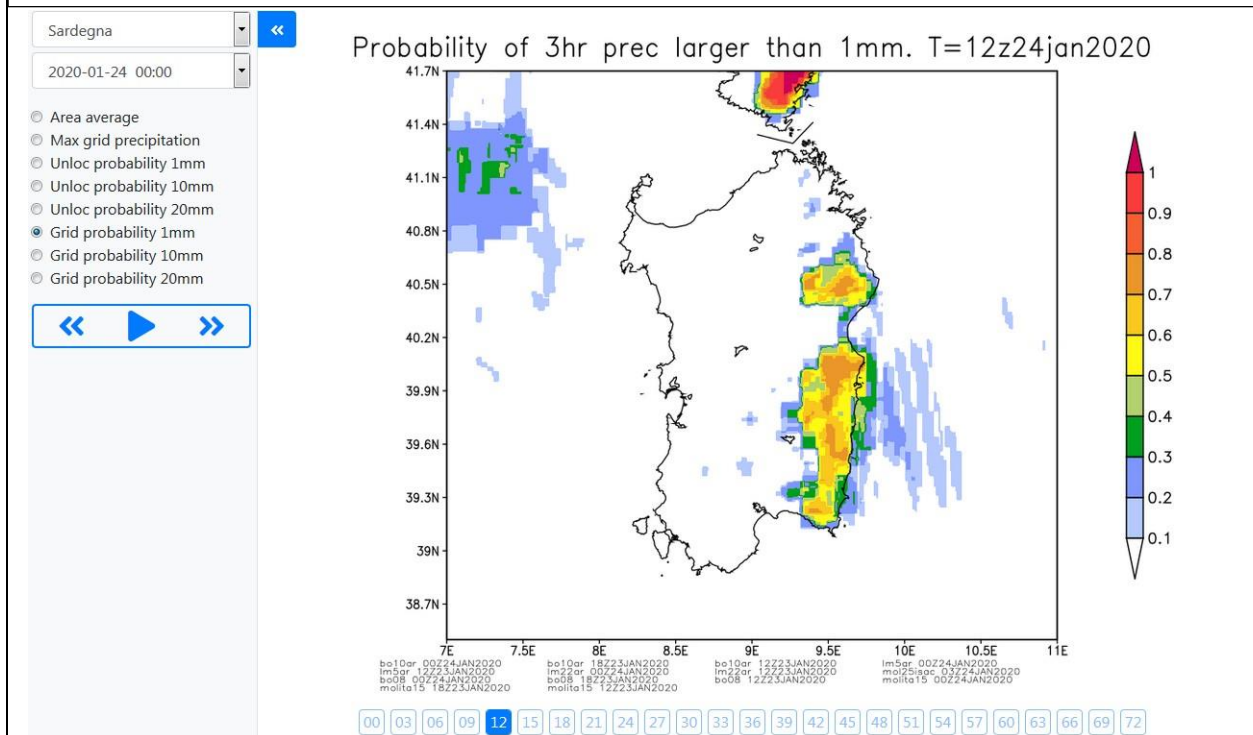 Sardegna
«
2020-01-24 00:00
Area average
Max grid precipitation
Unloc probability 1mm
Unloc probability 10mm
Unloc probability 20mm
Grid probability 1mm
Grid probability 10mm
Grid probability 20mm
Probability of 3hr prec larger than 1mm. T=12z24jan2020
41.7N
41.4N
41.1N
40.8N
40.5N
40.2N
39.9N
39.6N
39.3N
39N
38.7N
7E 7.5E 8E 8.5E 9E 9.5E 10E 10.5E 11E
1
0.9
0.8
0.7
0.6
0.5
0.4
0.3
0.2
0.1
bo10ar 00Z24JAN2020 bo10ar 18Z23JAN2020 bo10ar 12Z23JAN2020 lm5ar 00Z24JAN2020
lm5ar 12Z23JAN2020 lm22ar 00Z24JAN2020 lm22ar 12Z23JAN2020 mol25isac 03Z24JAN2020
bo08 00Z24JAN2020 bo08 18Z23JAN2020 bo08 12Z23JAN2020 molita15 00Z24JAN2020
molita15 18Z23JAN2020 molita15 12Z23JAN2020
00 03 06 09 12 15 18 21 24 27 30 33 36 39 42 45 48 51 54 57 60 63 66 69 72